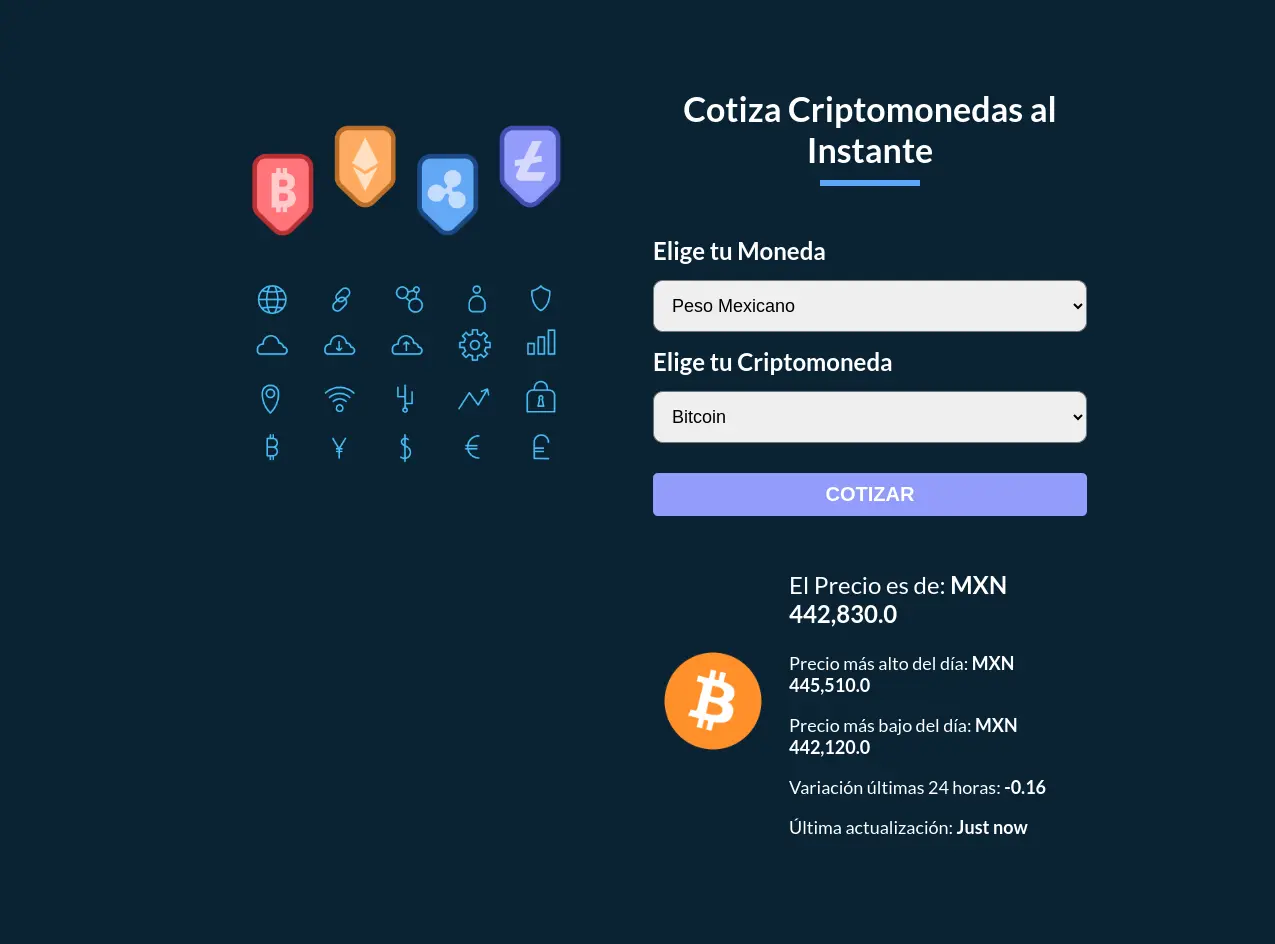 Cotiza Criptomonedas al
Instante
Elige tu Moneda
Peso Mexicano
Elige tu Criptomoneda
Bitcoin
COTIZAR
El Precio es de: MXN
442,830.0
Precio más alto del día: MXN
445,510.0
Precio más bajo del día: MXN
442,120.0
Variación últimas 24 horas: -0.16
Última actualización: Just now